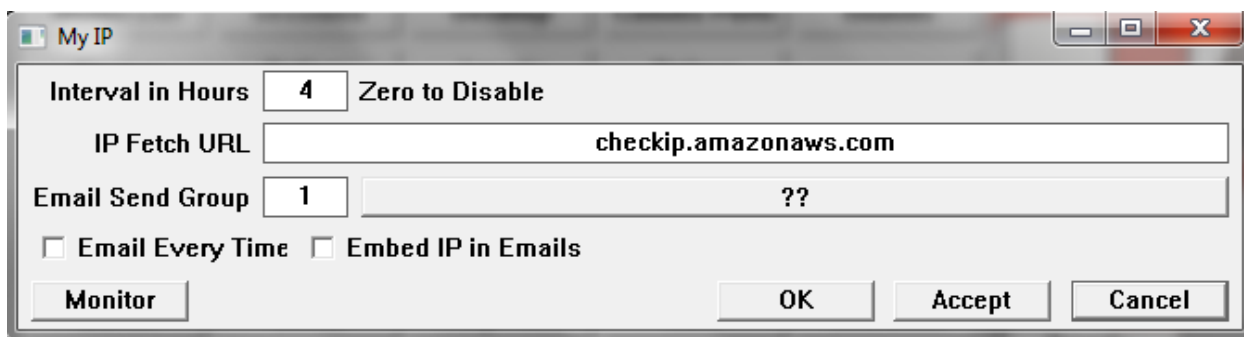 My IP
Interval in Hours 4 Zero to Disable
IP Fetch URL checkip.amazonaws.com
Email Send Group 1 ??
Email Every Time Embed IP in Emails
Monitor OK Accept Cancel